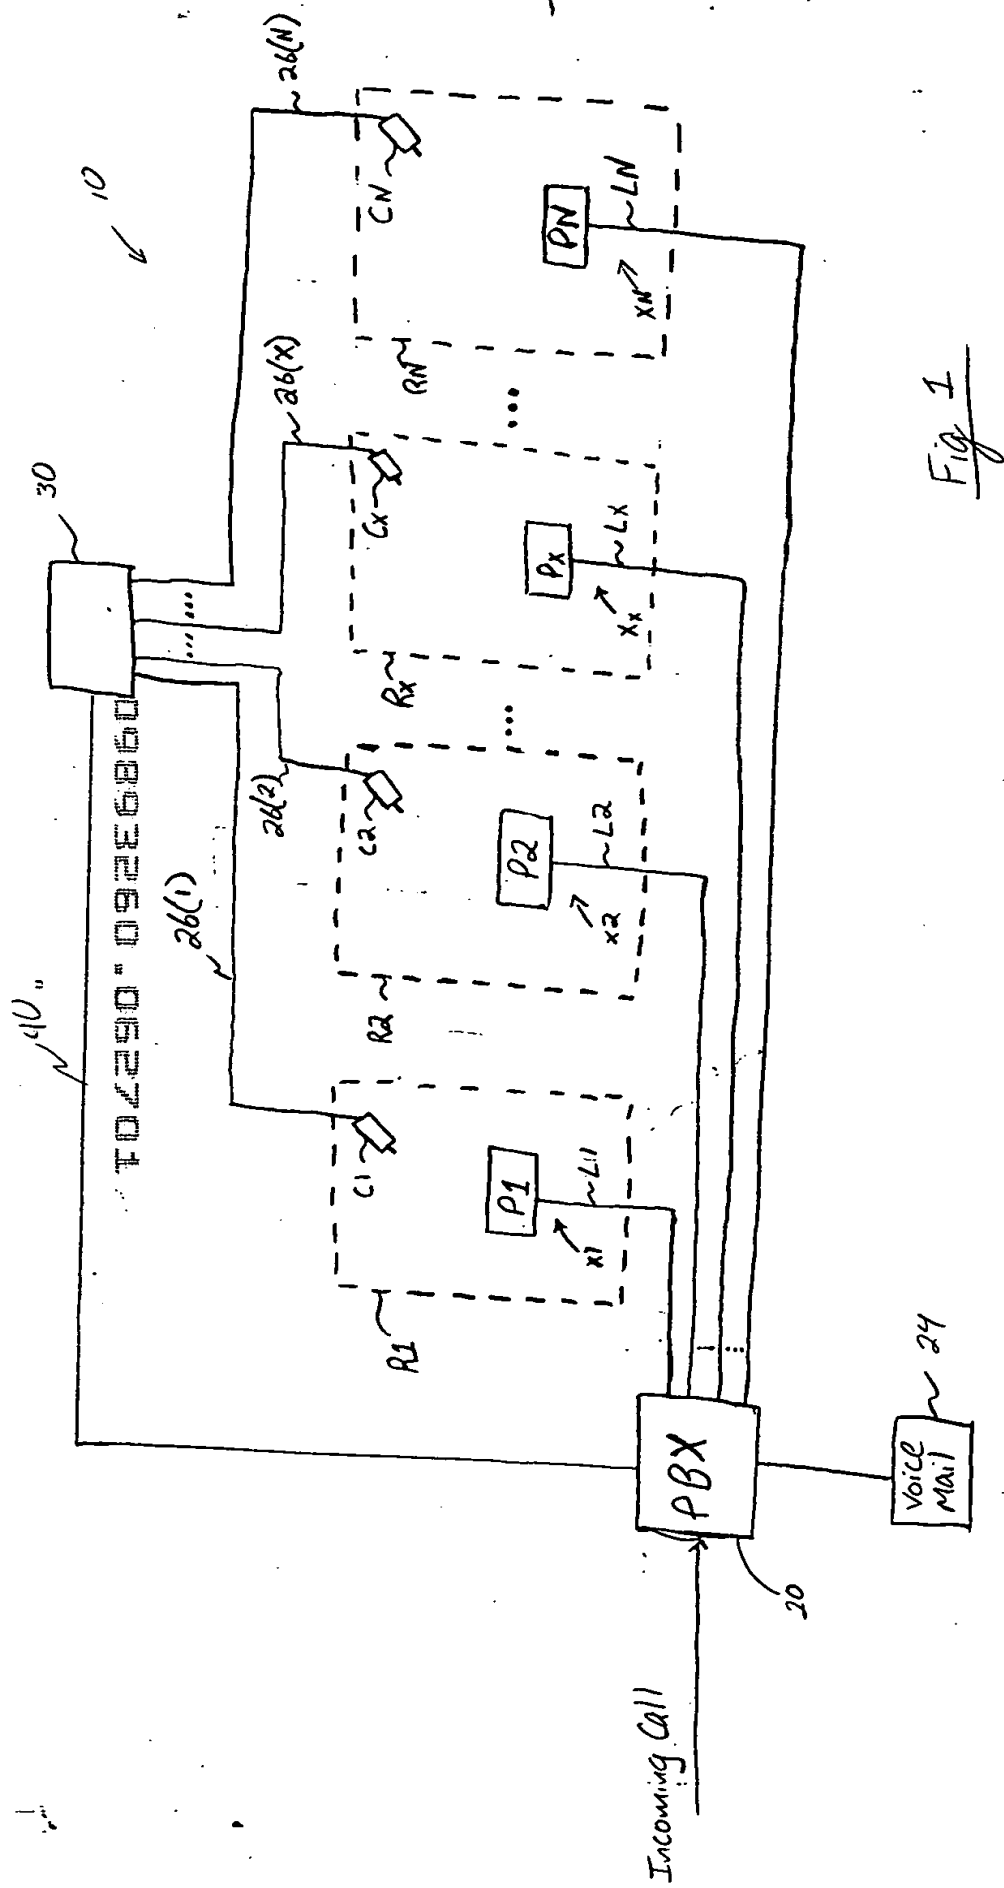 10
30
40
09893260.062701
26(1)
26(2)
26(X)
26(N)
R1
C1
P1
L1
X1
R2
C2
P2
L2
X2
...
Rx
Cx
Px
Lx
Xx
...
RN
CN
PN
LN
XN
Incoming Call
PBX
20
Voice
Mail
24
Fig 1